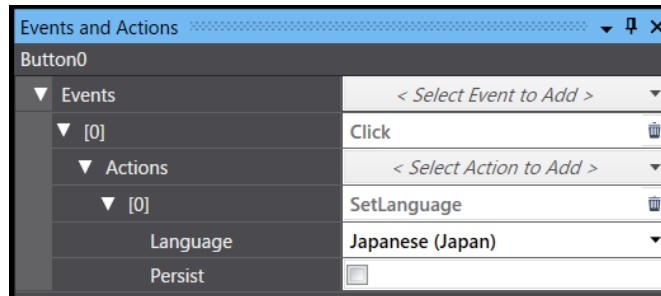 Events and Actions
Button0
Events < Select Event to Add >
[0] Click
Actions < Select Action to Add >
[0] SetLanguage
Language Japanese (Japan)
Persist